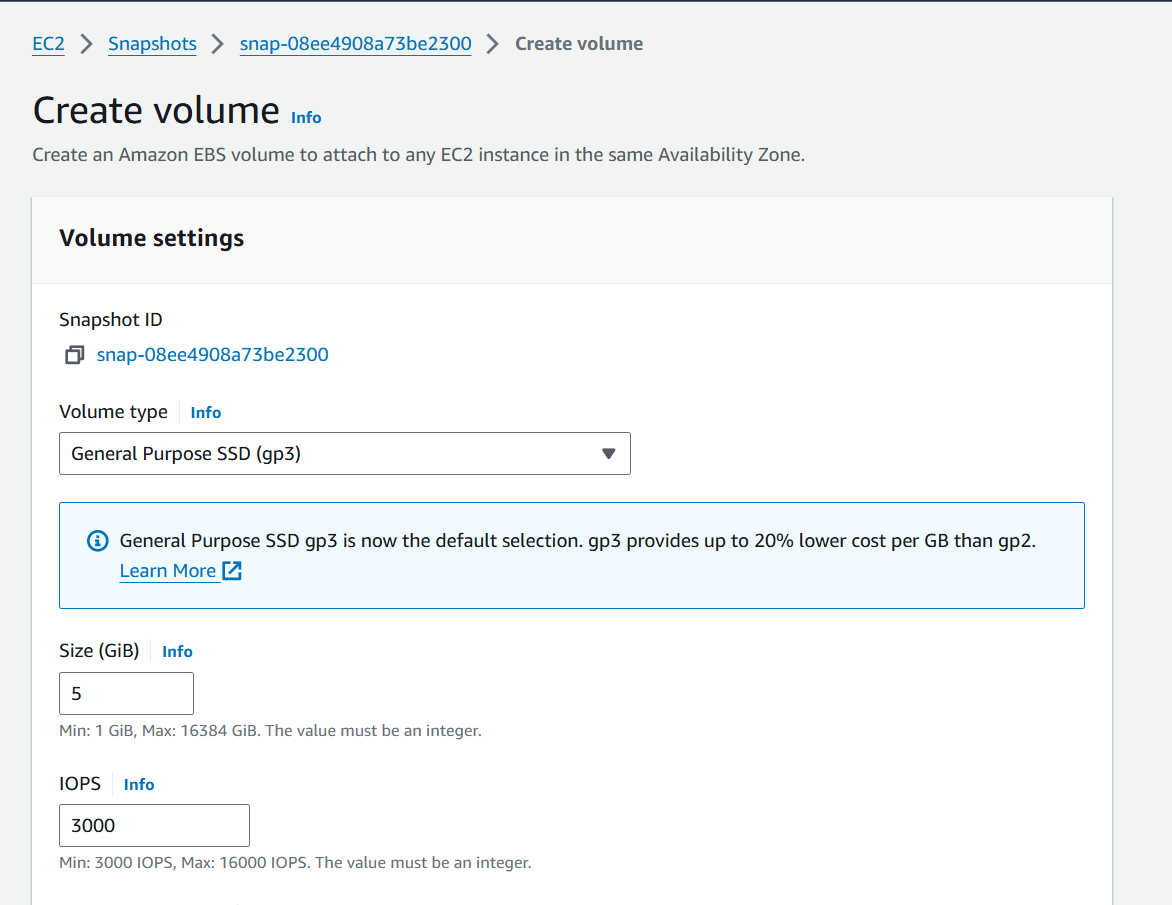 EC2 > Snapshots > snap-08ee4908a73be2300 > Create volume
Create volume Info
Create an Amazon EBS volume to attach to any EC2 instance in the same Availability Zone.
Volume settings
Snapshot ID
snap-08ee4908a73be2300
Volume type Info
General Purpose SSD (gp3)
General Purpose SSD gp3 is now the default selection. gp3 provides up to 20% lower cost per GB than gp2.
Learn More
Size (GiB) Info
5
Min: 1 GiB, Max: 16384 GiB. The value must be an integer.
IOPS Info
3000
Min: 3000 IOPS, Max: 16000 IOPS. The value must be an integer.